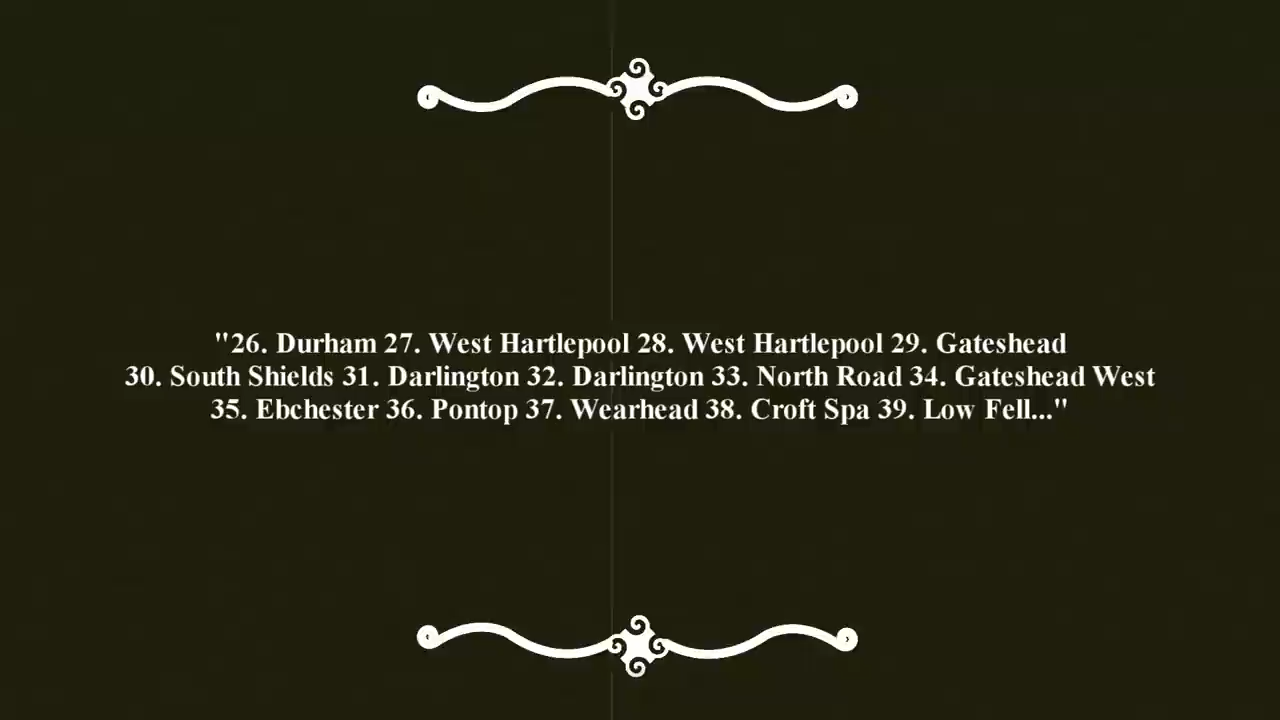 "26. Durham 27. West Hartlepool 28. West Hartlepool 29. Gateshead
30. South Shields 31. Darlington 32. Darlington 33. North Road 34. Gateshead West
35. Ebchester 36. Pontop 37. Wearhead 38. Croft Spa 39. Low Fell..."